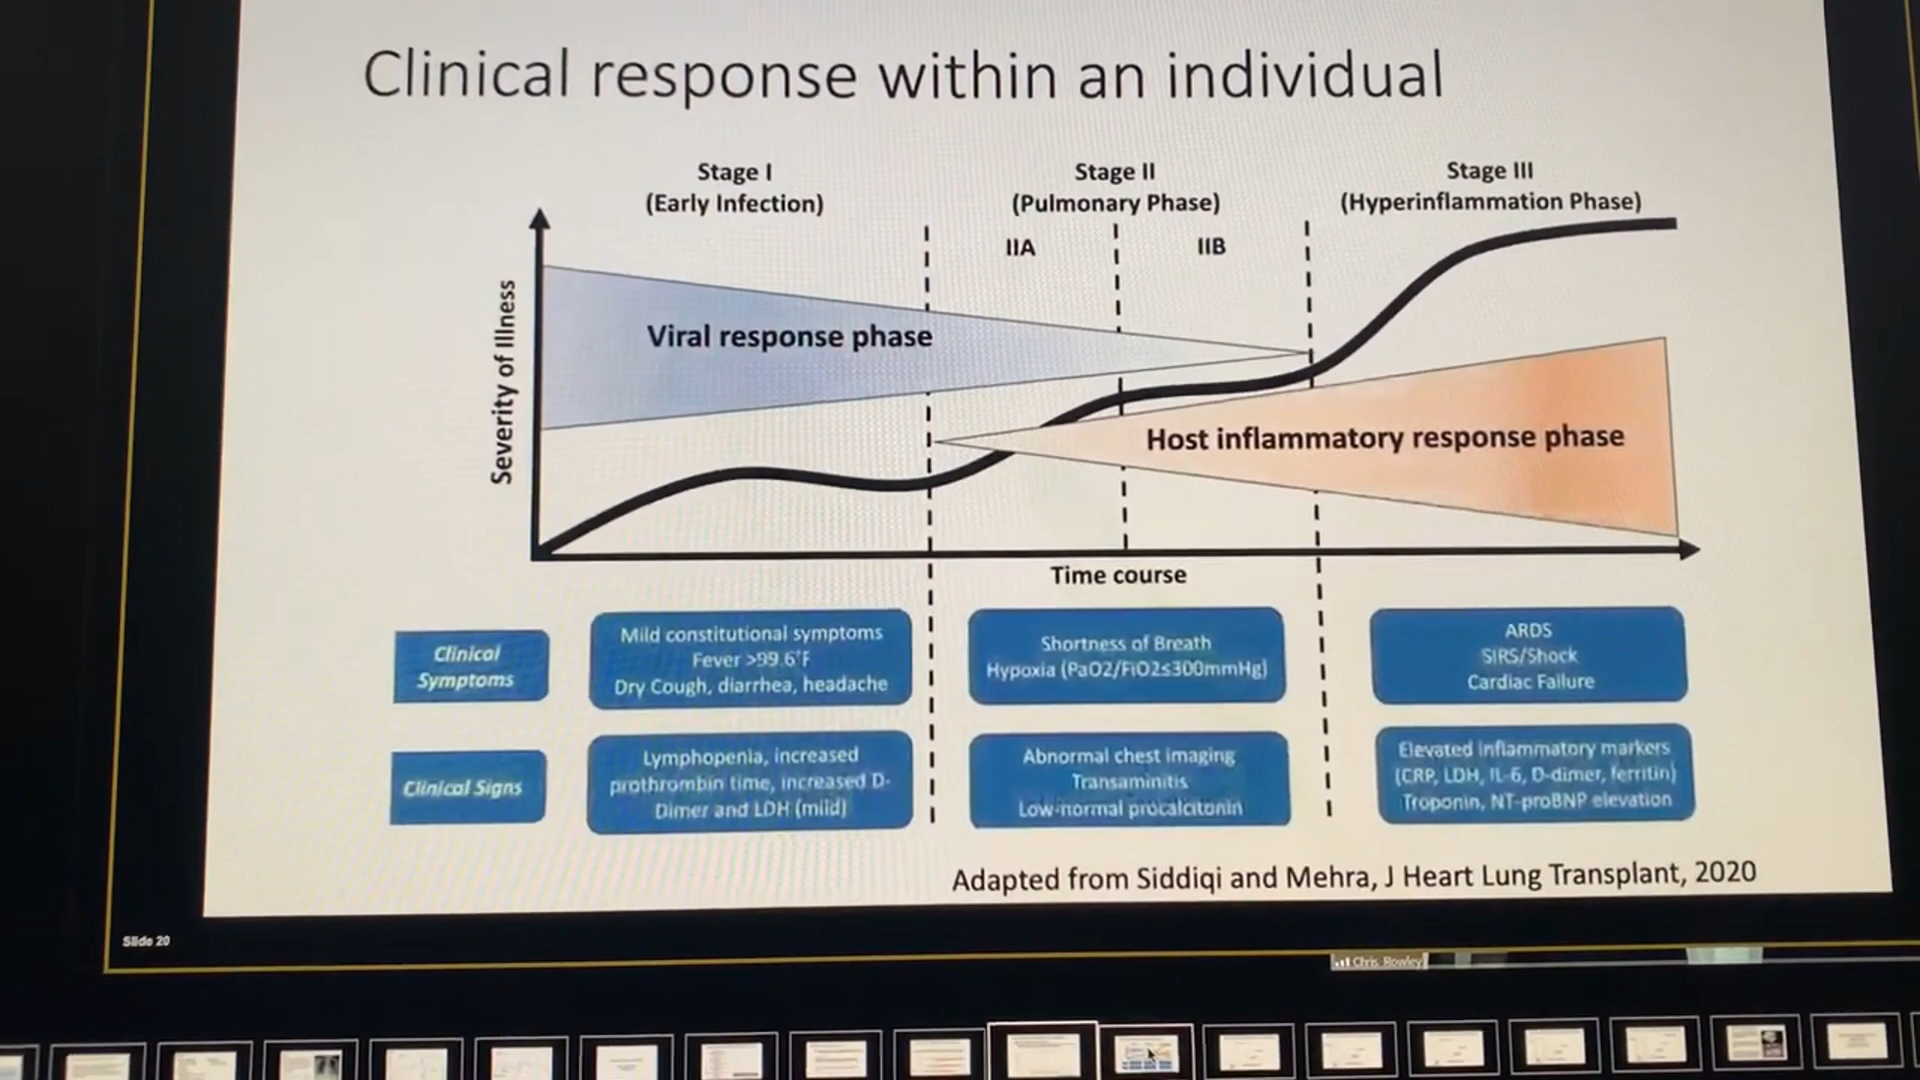 Clinical response within an individual
Stage I
(Early Infection)
Stage II
(Pulmonary Phase)
Stage III
(Hyperinflammation Phase)
IIA
IIB
Severity of Illness
Viral response phase
Host inflammatory response phase
Time course
Clinical
Symptoms
Mild constitutional symptoms
Fever >99.6°F
Dry Cough, diarrhea, headache
Shortness of Breath
Hypoxia (PaO2/FiO2≤300mmHg)
ARDS
SIRS/Shock
Cardiac Failure
Clinical Signs
Lymphopenia, increased
prothrombin time, increased D-
Dimer and LDH (mild)
Abnormal chest imaging
Transaminitis
Low-normal procalcitonin
Elevated inflammatory markers
(CRP, LDH, IL-6, D-dimer, ferritin)
Troponin, NT-proBNP elevation
Adapted from Siddiqi and Mehra, J Heart Lung Transplant, 2020
Slide 20
Chris Rowley